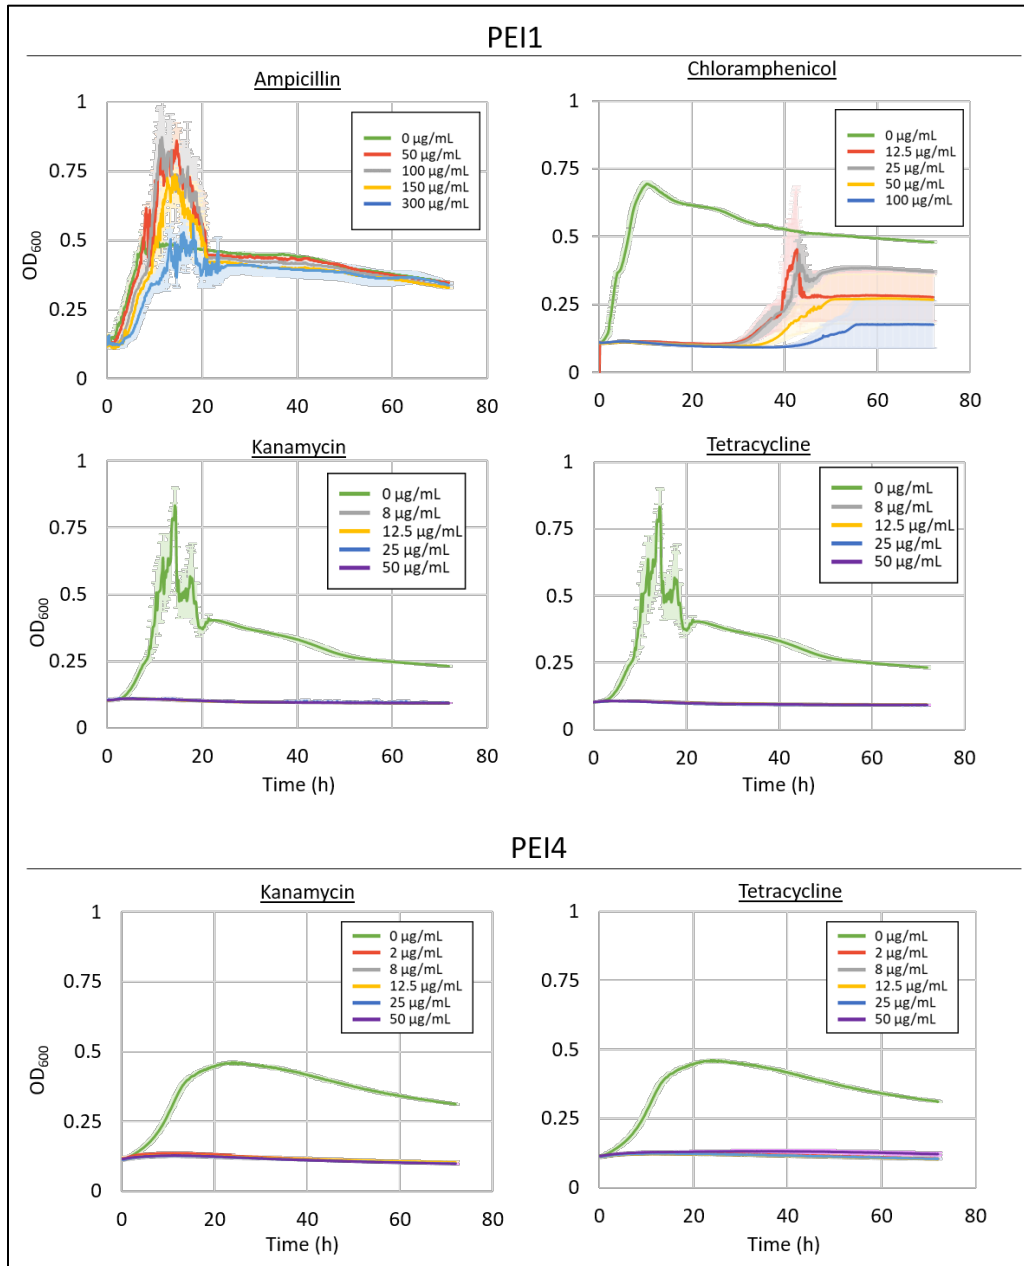 PEI1
Ampicillin
1
0.75
0.5
0.25
0
OD600
0 20 40 60 80
0 µg/mL
50 µg/mL
100 µg/mL
150 µg/mL
300 µg/mL
Chloramphenicol
1
0.75
0.5
0.25
0
0 20 40 60 80
0 µg/mL
12.5 µg/mL
25 µg/mL
50 µg/mL
100 µg/mL
Kanamycin
1
0.75
0.5
0.25
0
OD600
0 20 40 60 80
Time (h)
0 µg/mL
8 µg/mL
12.5 µg/mL
25 µg/mL
50 µg/mL
Tetracycline
1
0.75
0.5
0.25
0
0 20 40 60 80
Time (h)
0 µg/mL
8 µg/mL
12.5 µg/mL
25 µg/mL
50 µg/mL
PEI4
Kanamycin
1
0.75
0.5
0.25
0
OD600
0 20 40 60 80
Time (h)
0 µg/mL
2 µg/mL
8 µg/mL
12.5 µg/mL
25 µg/mL
50 µg/mL
Tetracycline
1
0.75
0.5
0.25
0
0 20 40 60 80
Time (h)
0 µg/mL
2 µg/mL
8 µg/mL
12.5 µg/mL
25 µg/mL
50 µg/mL